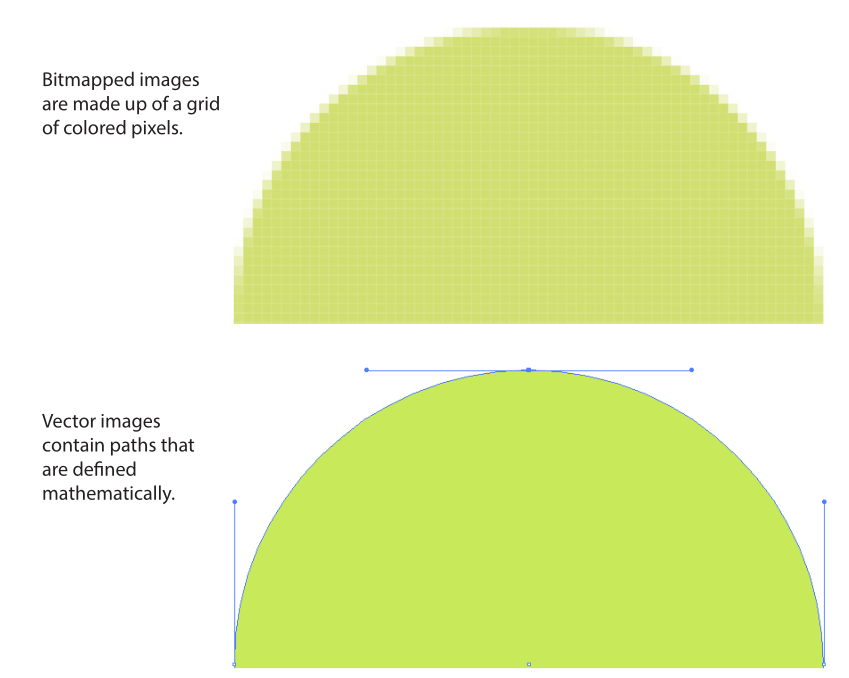 Bitmapped images
are made up of a grid
of colored pixels.
Vector images
contain paths that
are defined
mathematically.